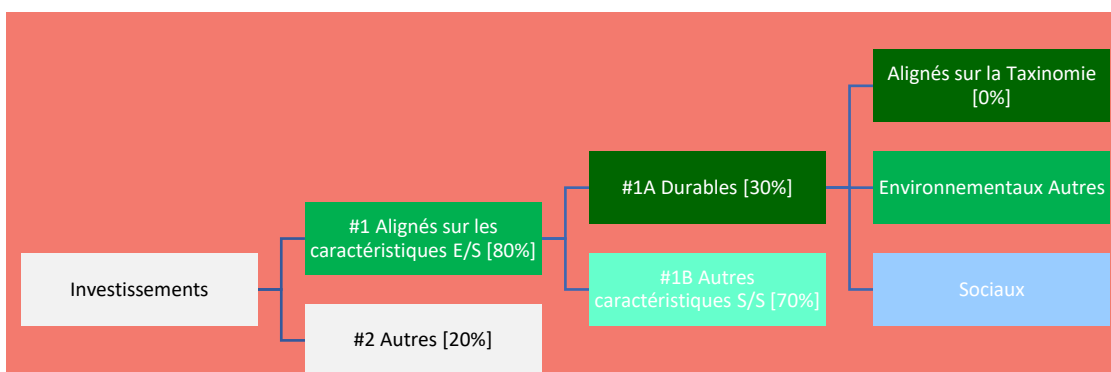 Investissements
#1 Alignés sur les
caractéristiques E/S [80%]
#2 Autres [20%]
#1A Durables [30%]
#1B Autres
caractéristiques S/S [70%]
Alignés sur la Taxinomie
[0%]
Environnementaux Autres
Sociaux